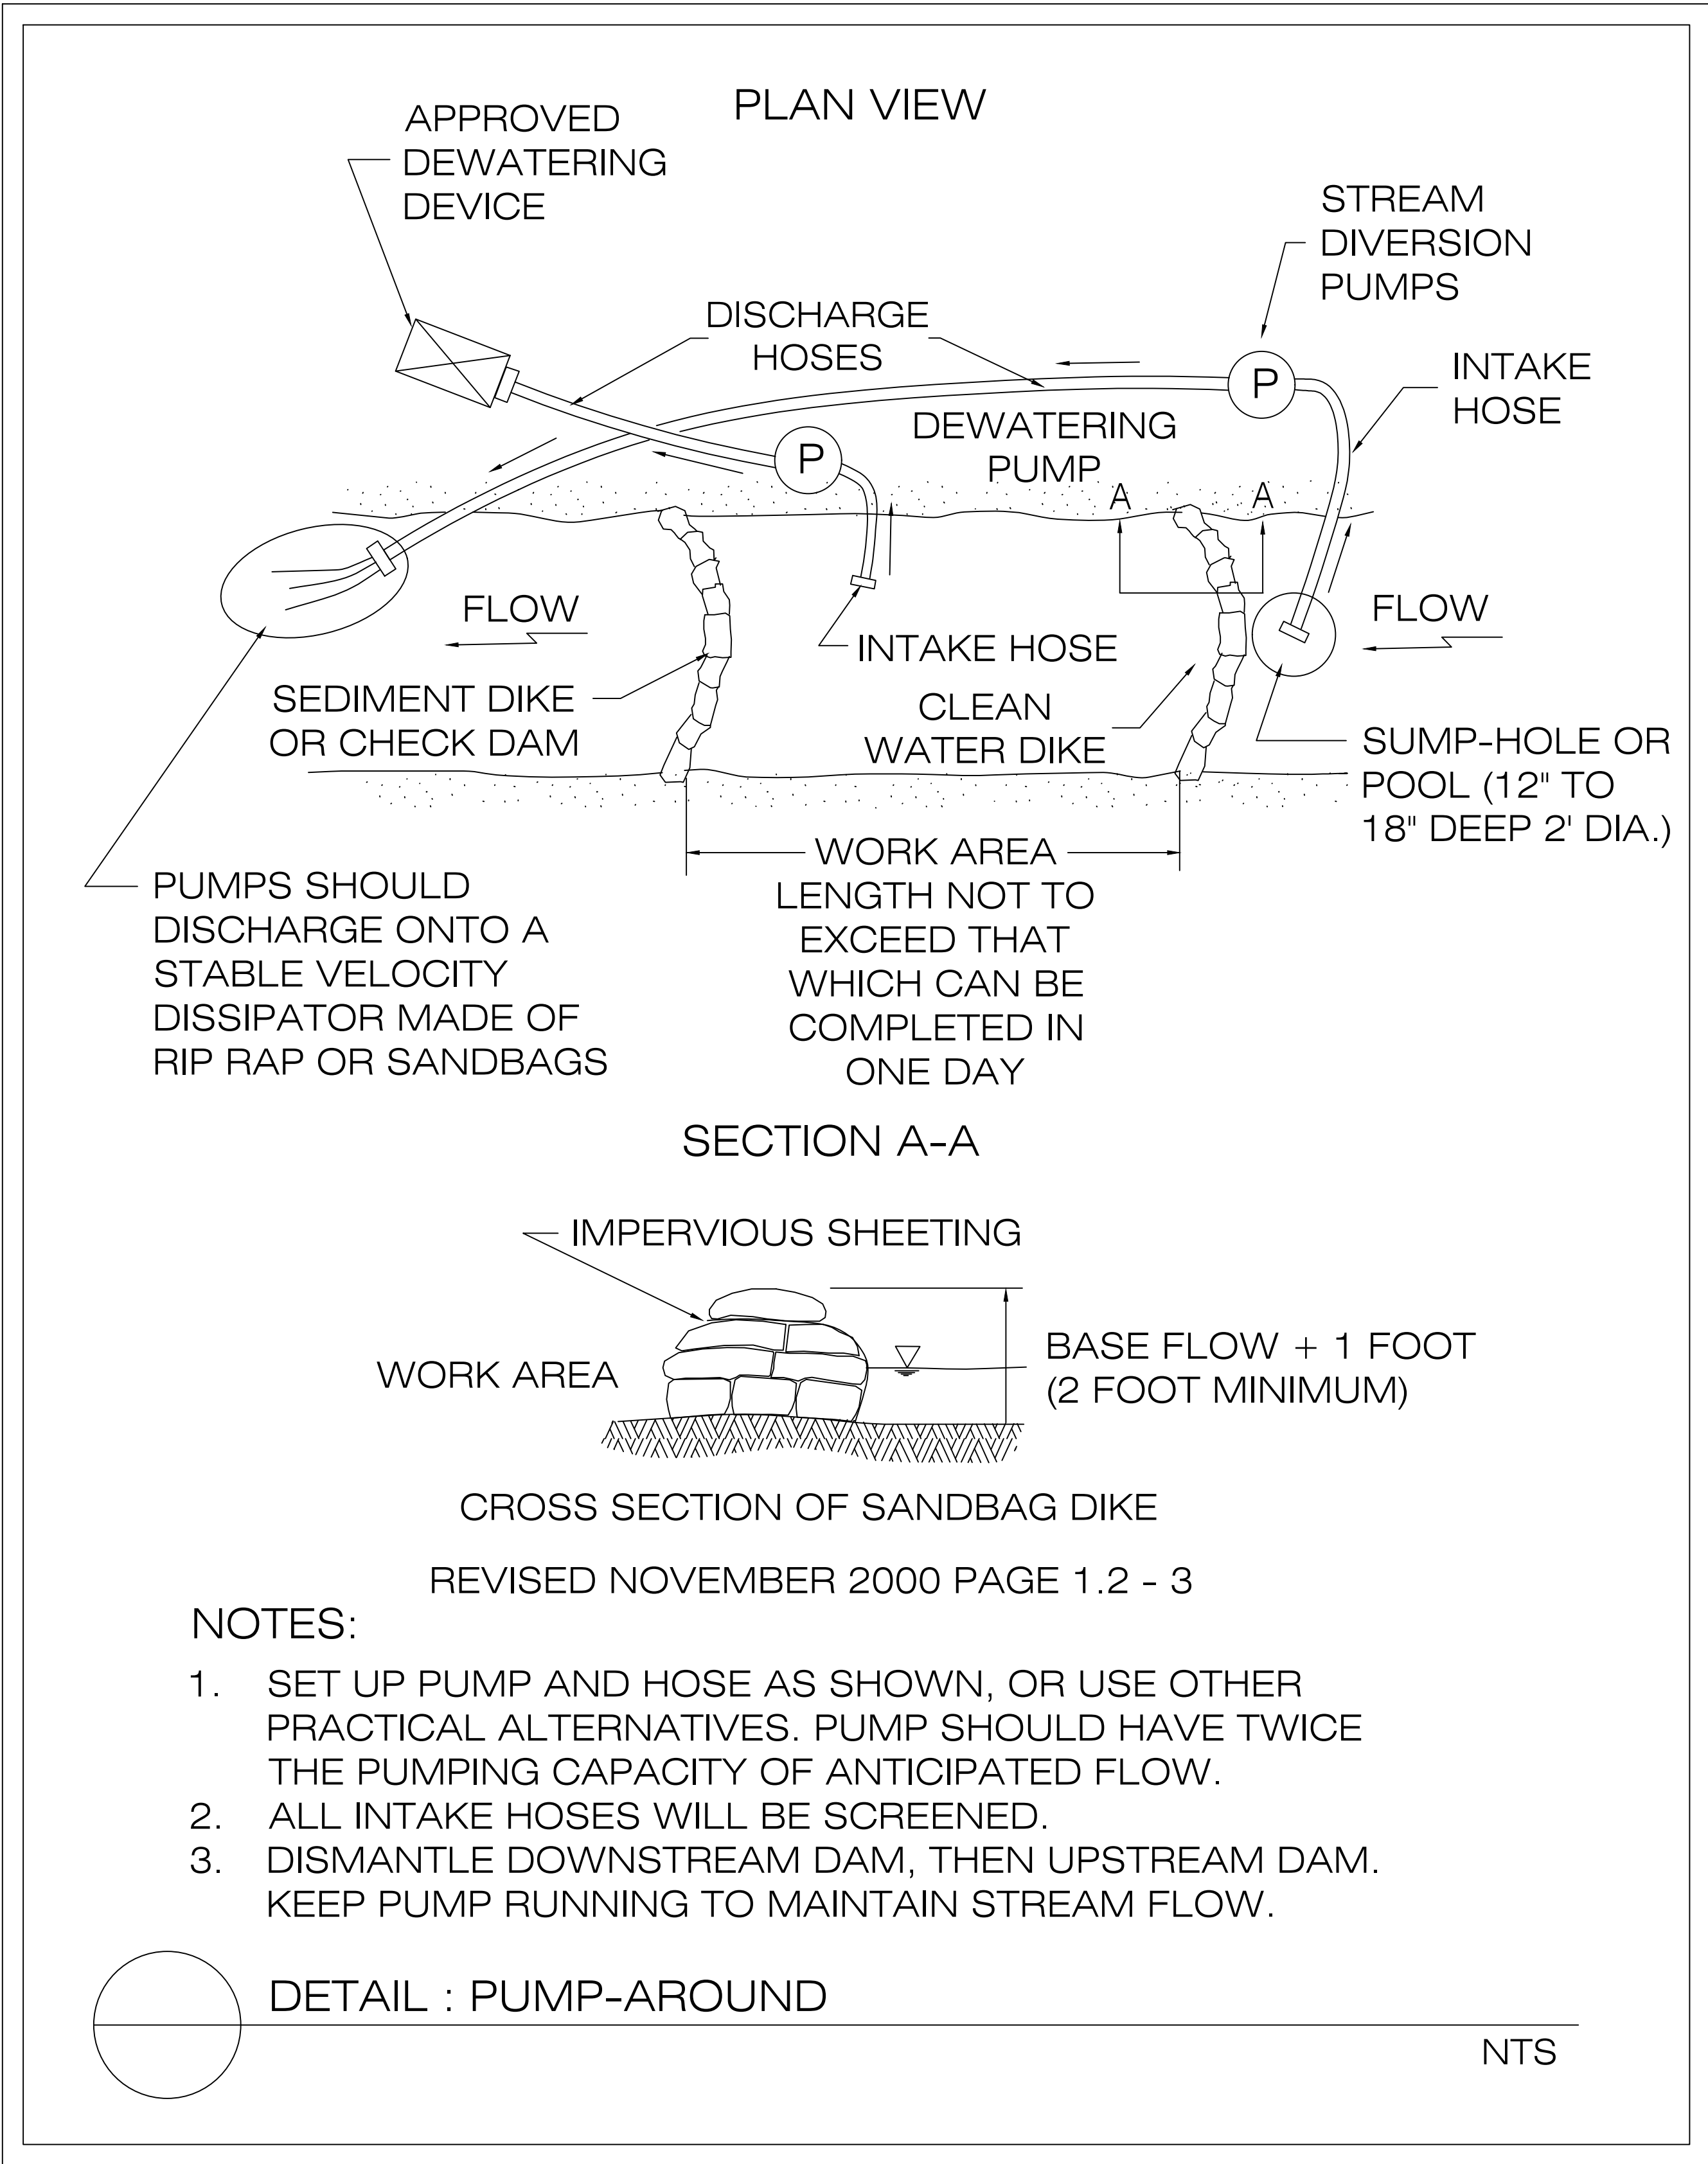 PLAN VIEW
APPROVED
DEWATERING
DEVICE
STREAM
DIVERSION
PUMPS
DISCHARGE
HOSES
P
INTAKE
HOSE
DEWATERING
PUMP
P
A
A
FLOW
FLOW
INTAKE HOSE
SEDIMENT DIKE
OR CHECK DAM
CLEAN
WATER DIKE
SUMP-HOLE OR
POOL (12" TO
18" DEEP 2' DIA.)
PUMPS SHOULD
DISCHARGE ONTO A
STABLE VELOCITY
DISSIPATOR MADE OF
RIP RAP OR SANDBAGS
WORK AREA
LENGTH NOT TO
EXCEED THAT
WHICH CAN BE
COMPLETED IN
ONE DAY
SECTION A-A
IMPERVIOUS SHEETING
WORK AREA
BASE FLOW + 1 FOOT
(2 FOOT MINIMUM)
CROSS SECTION OF SANDBAG DIKE
REVISED NOVEMBER 2000 PAGE 1.2 - 3
NOTES:
1. SET UP PUMP AND HOSE AS SHOWN, OR USE OTHER
PRACTICAL ALTERNATIVES. PUMP SHOULD HAVE TWICE
THE PUMPING CAPACITY OF ANTICIPATED FLOW.
2. ALL INTAKE HOSES WILL BE SCREENED.
3. DISMANTLE DOWNSTREAM DAM, THEN UPSTREAM DAM.
KEEP PUMP RUNNING TO MAINTAIN STREAM FLOW.
DETAIL : PUMP-AROUND
NTS